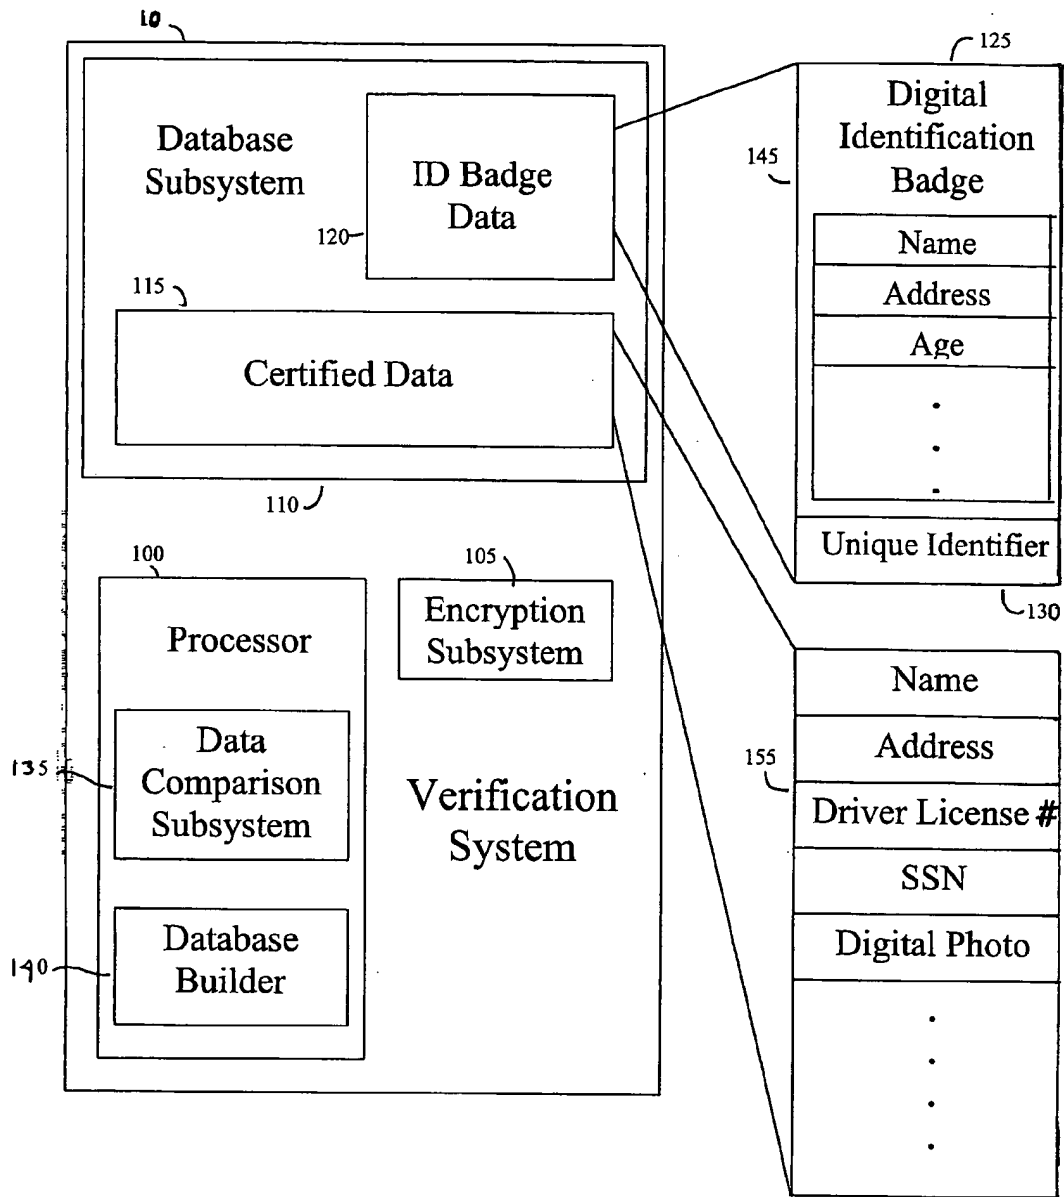 10
Database
Subsystem
ID Badge
Data
120
115
Certified Data
110
125
Digital
Identification
Badge
145
Name
Address
Age
.
.
.
Unique Identifier
130
100
Processor
105
Encryption
Subsystem
135
Data
Comparison
Subsystem
140
Database
Builder
Verification
System
155
Name
Address
Driver License #
SSN
Digital Photo
.
.
.
.